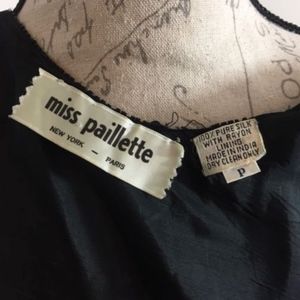 miss paillette
NEW YORK – PARIS
100% PURE SILK
WITH RAYON
LINING
MADE IN INDIA
DRY CLEAN ONLY
P